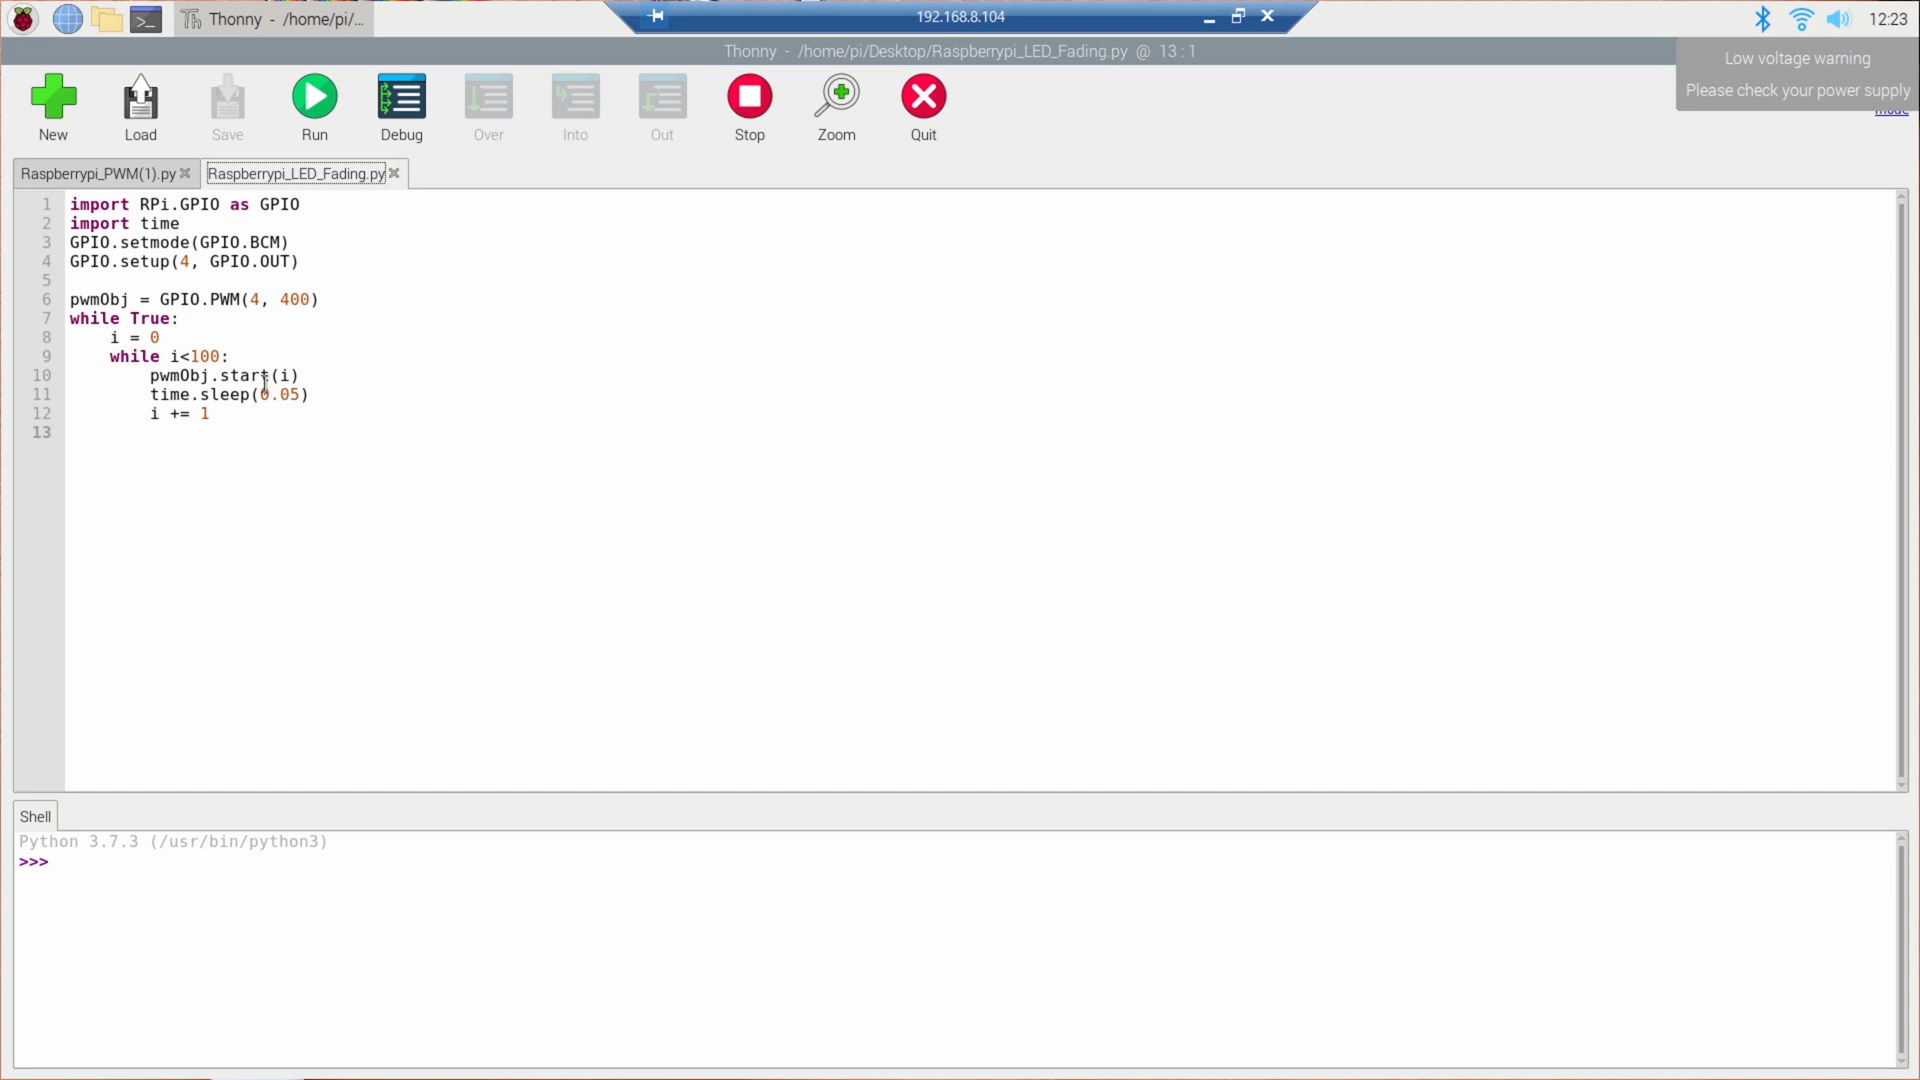 Thonny - /home/pi/...
192.168.8.104
12:23
Thonny - /home/pi/Desktop/Raspberrypi_LED_Fading.py @ 13 : 1
Low voltage warning
Please check your power supply
mode
New
Load
Save
Run
Debug
Over
Into
Out
Stop
Zoom
Quit
Raspberrypi_PWM(1).py
Raspberrypi_LED_Fading.py
1 import RPi.GPIO as GPIO
2 import time
3 GPIO.setmode(GPIO.BCM)
4 GPIO.setup(4, GPIO.OUT)
5
6 pwmObj = GPIO.PWM(4, 400)
7 while True:
8     i = 0
9     while i<100:
10         pwmObj.start(i)
11         time.sleep(0.05)
12         i += 1
13
Shell
Python 3.7.3 (/usr/bin/python3)
>>>